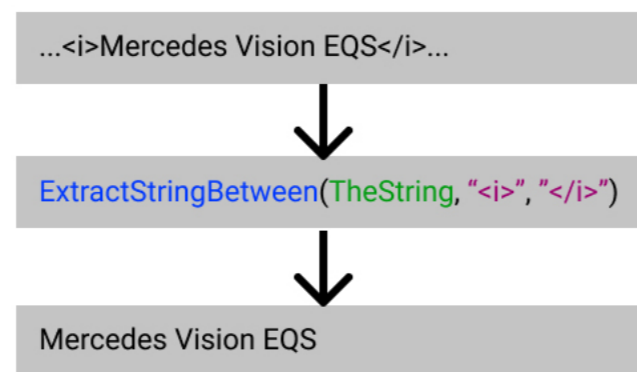 ...<i>Mercedes Vision EQS</i>...
ExtractStringBetween(TheString, “<i>”, ”</i>”)
Mercedes Vision EQS